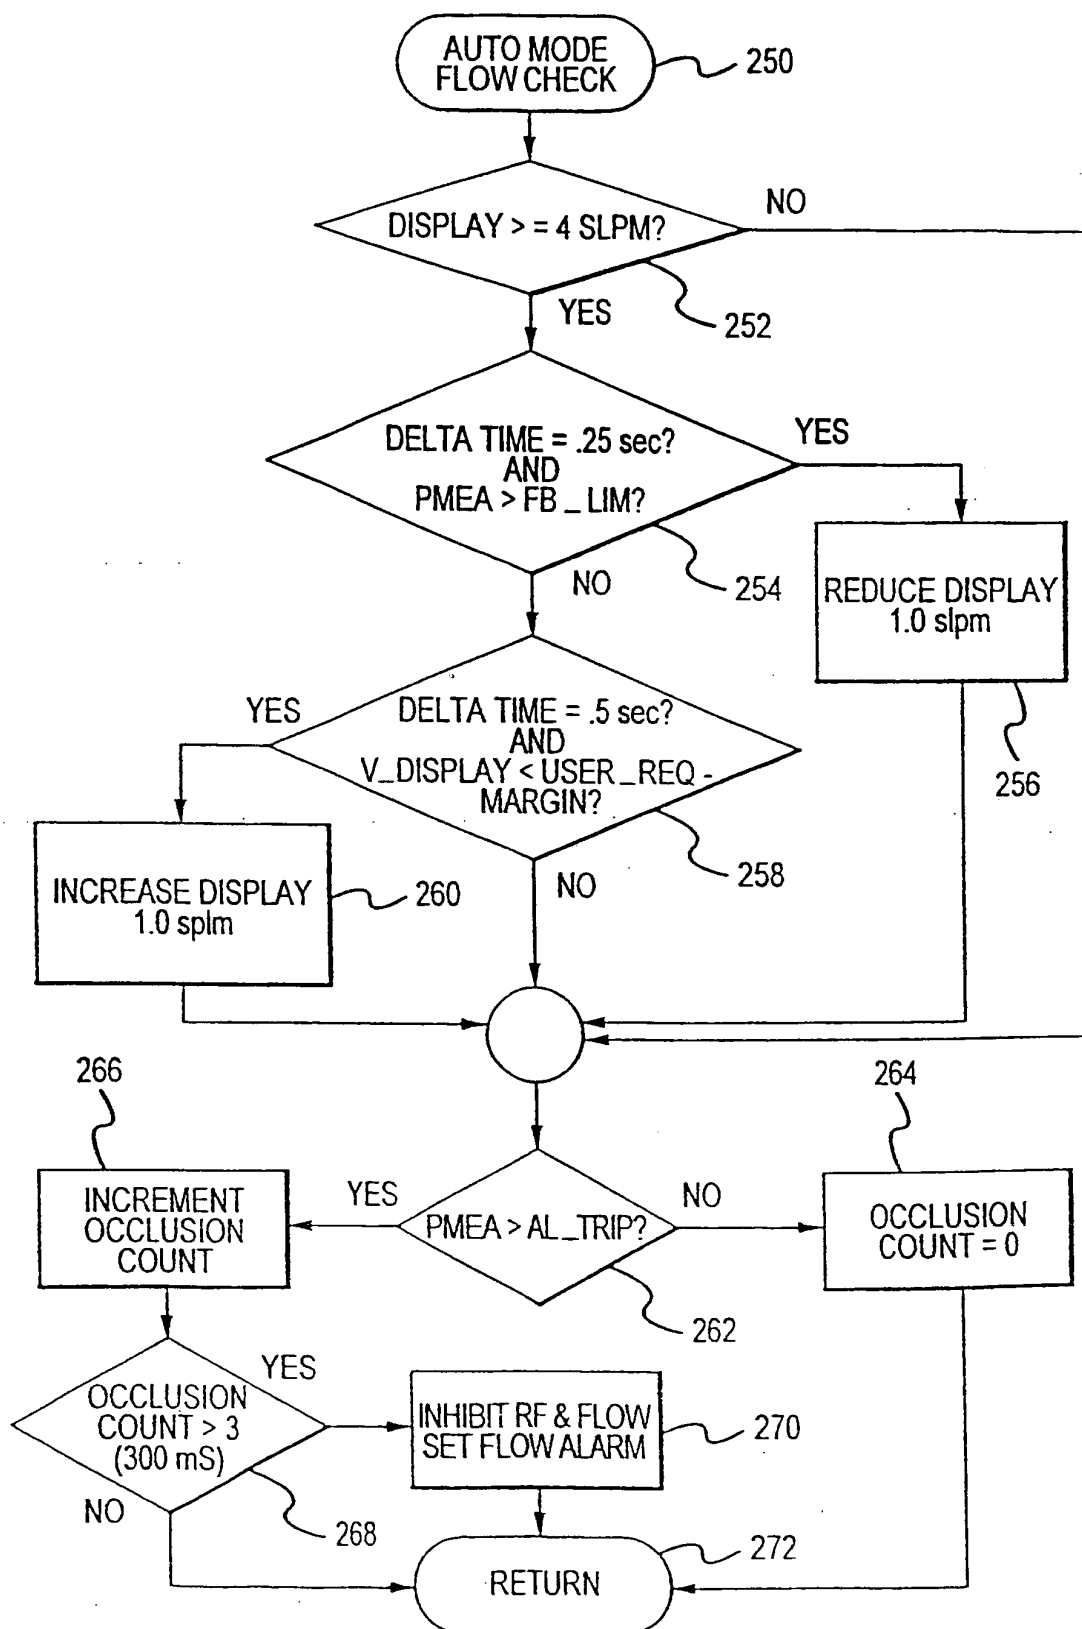 AUTO MODE
FLOW CHECK
250
DISPLAY > = 4 SLPM?
NO
252
YES
DELTA TIME = .25 sec?
AND
PMEA > FB _ LIM?
YES
254
NO
REDUCE DISPLAY
1.0 slpm
256
DELTA TIME = .5 sec?
AND
V_DISPLAY < USER_REQ -
MARGIN?
YES
258
NO
INCREASE DISPLAY
1.0 splm
260
266
264
INCREMENT
OCCLUSION
COUNT
YES
PMEA > AL_TRIP?
NO
OCCLUSION
COUNT = 0
262
OCCLUSION
COUNT > 3
(300 mS)
YES
INHIBIT RF & FLOW
SET FLOW ALARM
270
NO
268
272
RETURN